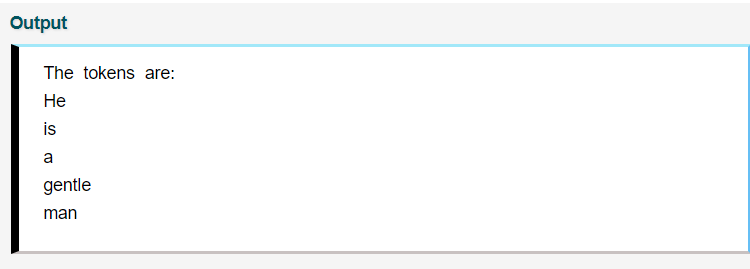 Output
The tokens are:
He
is
a
gentle
man